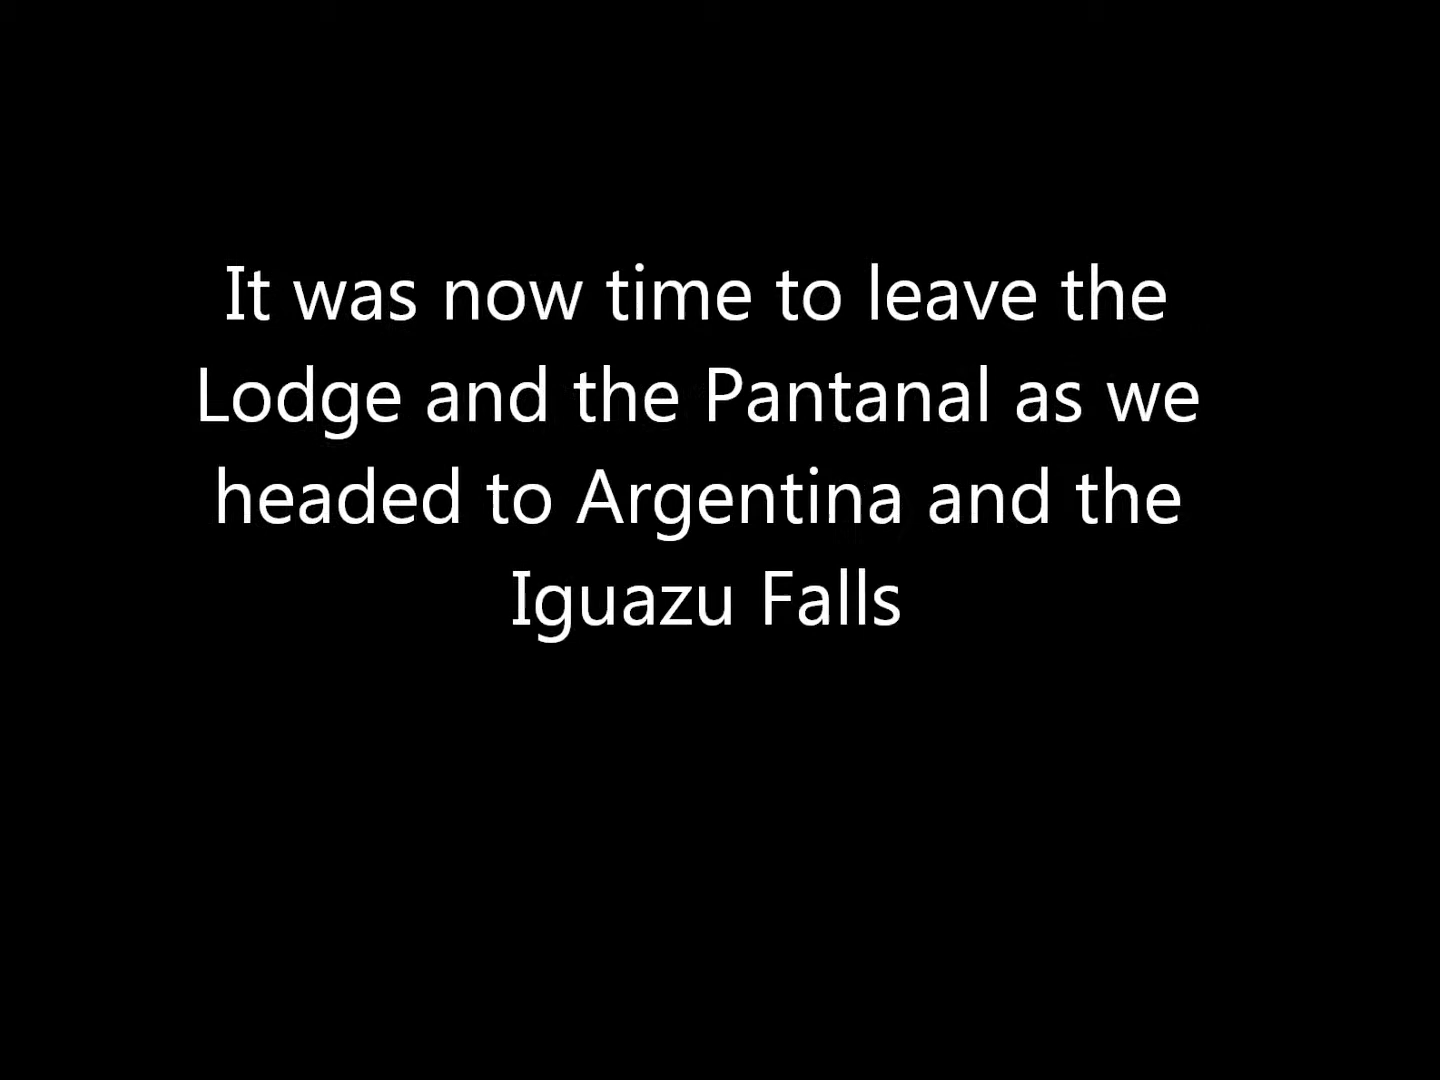 It was now time to leave the
Lodge and the Pantanal as we
headed to Argentina and the
Iguazu Falls